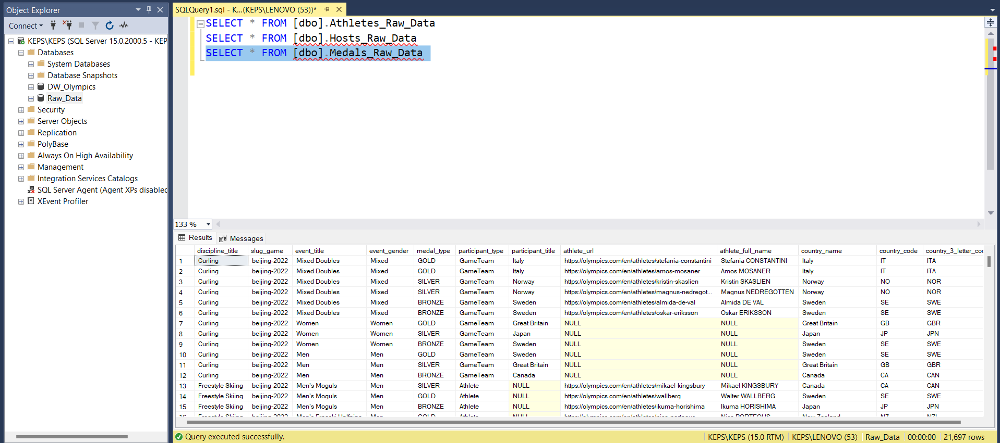 Object Explorer
Connect
KEPS\KEPS (SQL Server 15.0.2000.5 - KEP
Databases
System Databases
Database Snapshots
DW_Olympics
Raw_Data
Security
Server Objects
Replication
PolyBase
Always On High Availability
Management
Integration Services Catalogs
SQL Server Agent (Agent XPs disabled
XEvent Profiler
SQLQuery1.sql - K...(KEPS\LENOVO (53))*
SELECT * FROM [dbo].Athletes_Raw_Data
SELECT * FROM [dbo].Hosts_Raw_Data
SELECT * FROM [dbo].Medals_Raw_Data
133 %
Results Messages
discipline_title slug_game event_title event_gender medal_type participant_type participant_title athlete_url athlete_full_name country_name country_code country_3_letter_coc
1 Curling beijing-2022 Mixed Doubles Mixed GOLD GameTeam Italy https://olympics.com/en/athletes/stefania-constantini Stefania CONSTANTINI Italy IT ITA
2 Curling beijing-2022 Mixed Doubles Mixed GOLD GameTeam Italy https://olympics.com/en/athletes/amos-mosaner Amos MOSANER Italy IT ITA
3 Curling beijing-2022 Mixed Doubles Mixed SILVER GameTeam Norway https://olympics.com/en/athletes/kristin-skaslien Kristin SKASLIEN Norway NO NOR
4 Curling beijing-2022 Mixed Doubles Mixed SILVER GameTeam Norway https://olympics.com/en/athletes/magnus-nedregot... Magnus NEDREGOTTEN Norway NO NOR
5 Curling beijing-2022 Mixed Doubles Mixed BRONZE GameTeam Sweden https://olympics.com/en/athletes/almida-de-val Almida DE VAL Sweden SE SWE
6 Curling beijing-2022 Mixed Doubles Mixed BRONZE GameTeam Sweden https://olympics.com/en/athletes/oskar-eriksson Oskar ERIKSSON Sweden SE SWE
7 Curling beijing-2022 Women Women GOLD GameTeam Great Britain NULL NULL Great Britain GB GBR
8 Curling beijing-2022 Women Women SILVER GameTeam Japan NULL NULL Japan JP JPN
9 Curling beijing-2022 Women Women BRONZE GameTeam Sweden NULL NULL Sweden SE SWE
10 Curling beijing-2022 Men Men GOLD GameTeam Sweden NULL NULL Sweden SE SWE
11 Curling beijing-2022 Men Men SILVER GameTeam Great Britain NULL NULL Great Britain GB GBR
12 Curling beijing-2022 Men Men BRONZE GameTeam Canada NULL NULL Canada CA CAN
13 Freestyle Skiing beijing-2022 Men's Moguls Men SILVER Athlete NULL https://olympics.com/en/athletes/mikael-kingsbury Mikael KINGSBURY Canada CA CAN
14 Freestyle Skiing beijing-2022 Men's Moguls Men GOLD Athlete NULL https://olympics.com/en/athletes/wallberg Walter WALLBERG Sweden SE SWE
15 Freestyle Skiing beijing-2022 Men's Moguls Men BRONZE Athlete NULL https://olympics.com/en/athletes/ikuma-horishima Ikuma HORISHIMA Japan JP JPN
Query executed successfully. KEPS\KEPS (15.0 RTM) KEPS\LENOVO (53) Raw_Data 00:00:00 21,697 rows